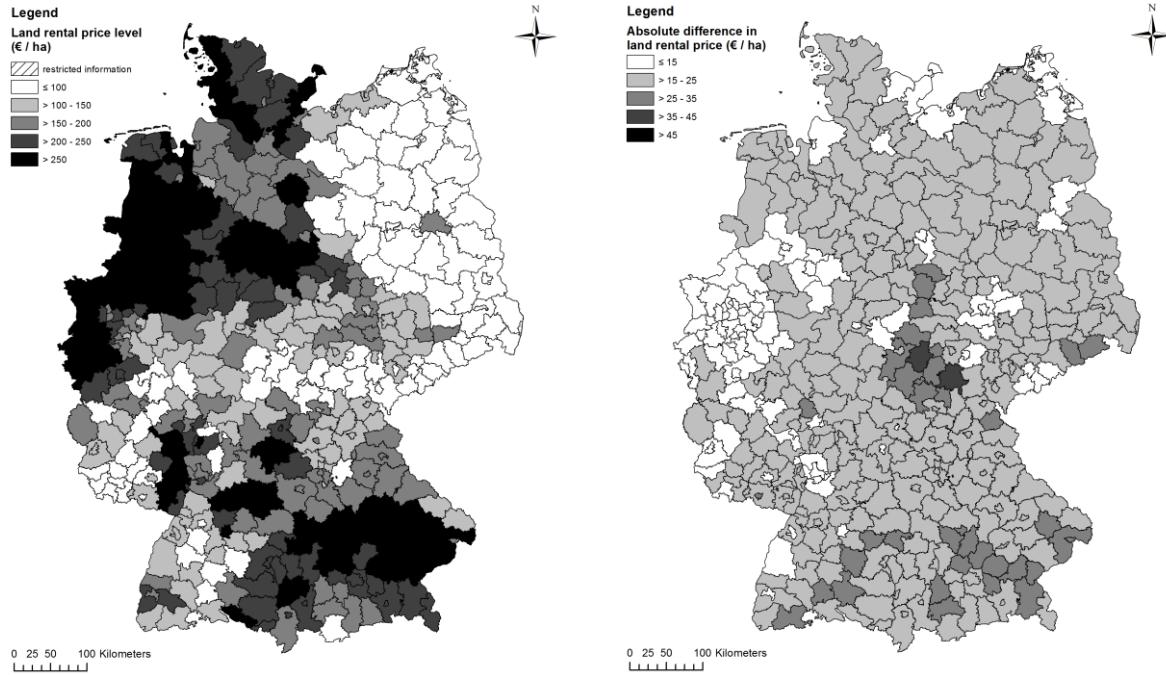 Legend
Land rental price level
(€ / ha)
restricted information
≤ 100
> 100 - 150
> 150 - 200
> 200 - 250
> 250
N
0 25 50 100 Kilometers
Legend
Absolute difference in
land rental price (€ / ha)
≤ 15
> 15 - 25
> 25 - 35
> 35 - 45
> 45
N
0 25 50 100 Kilometers